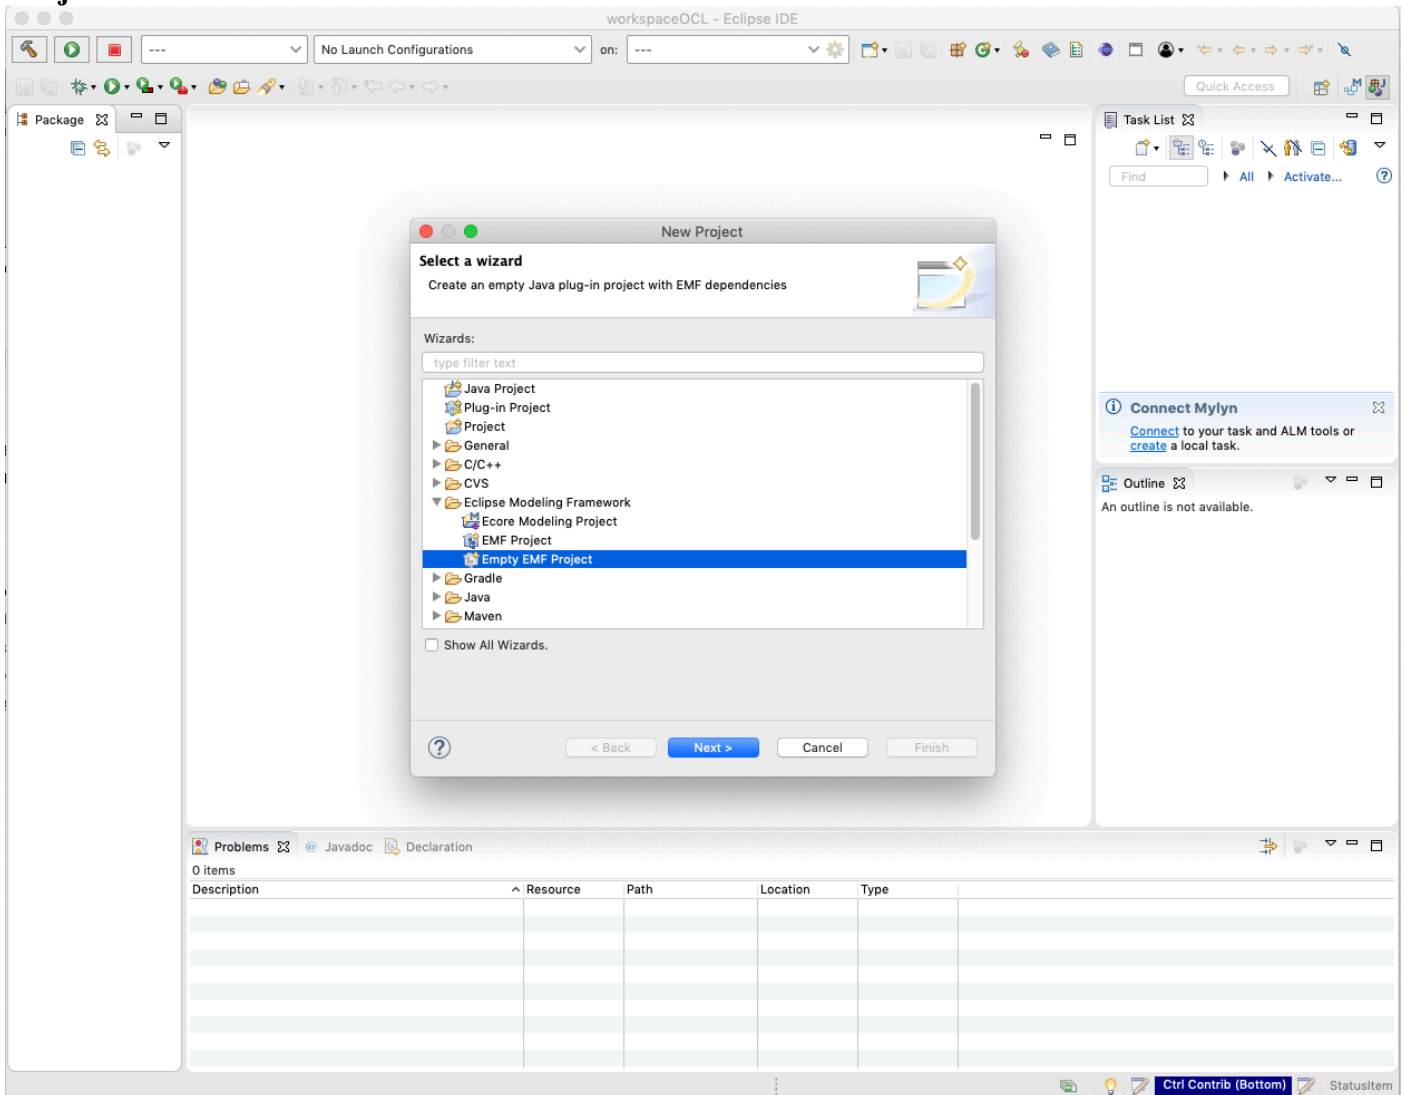 workspaceOCL - Eclipse IDE
---
No Launch Configurations
on:
---
Quick Access
Package
Task List
Find
All
Activate...
New Project
Select a wizard
Create an empty Java plug-in project with EMF dependencies
Wizards:
type filter text
Java Project
Plug-in Project
Project
General
C/C++
CVS
Eclipse Modeling Framework
Ecore Modeling Project
EMF Project
Empty EMF Project
Gradle
Java
Maven
Show All Wizards.
< Back
Next >
Cancel
Finish
Connect Mylyn
Connect to your task and ALM tools or
create a local task.
Outline
An outline is not available.
Problems
@ Javadoc
Declaration
0 items
Description
Resource
Path
Location
Type
Ctrl Contrib (Bottom)
StatusItem